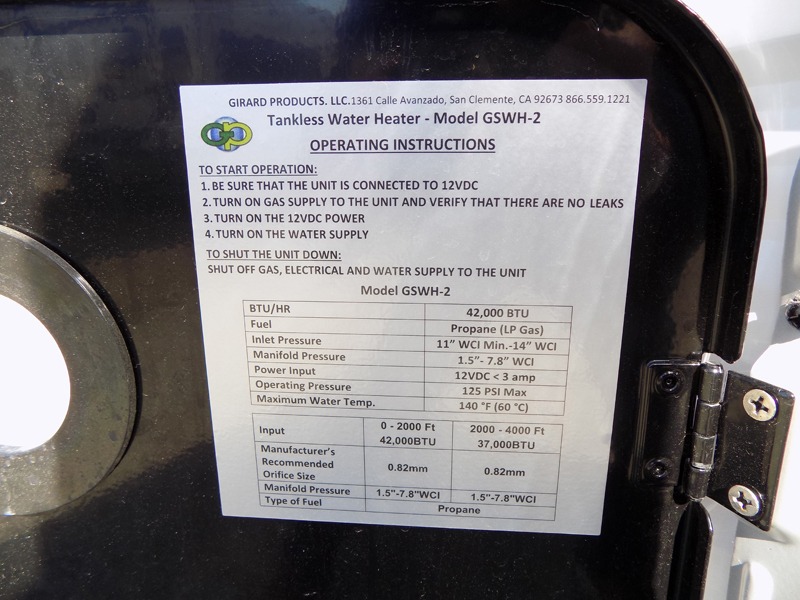 GIRARD PRODUCTS. LLC.1361 Calle Avanzado, San Clemente, CA 92673 866.559.1221
GP
Tankless Water Heater - Model GSWH-2
OPERATING INSTRUCTIONS
TO START OPERATION:
1. BE SURE THAT THE UNIT IS CONNECTED TO 12VDC
2. TURN ON GAS SUPPLY TO THE UNIT AND VERIFY THAT THERE ARE NO LEAKS
3. TURN ON THE 12VDC POWER
4. TURN ON THE WATER SUPPLY
TO SHUT THE UNIT DOWN:
SHUT OFF GAS, ELECTRICAL AND WATER SUPPLY TO THE UNIT
Model GSWH-2
BTU/HR 42,000 BTU
Fuel Propane (LP Gas)
Inlet Pressure 11” WCI Min.-14” WCI
Manifold Pressure 1.5”- 7.8” WCI
Power Input 12VDC < 3 amp
Operating Pressure 125 PSI Max
Maximum Water Temp. 140 °F (60 °C)
Input 0 - 2000 Ft 2000 - 4000 Ft
42,000BTU 37,000BTU
Manufacturer’s
Recommended 0.82mm 0.82mm
Orifice Size
Manifold Pressure 1.5"-7.8"WCI 1.5"-7.8"WCI
Type of Fuel Propane